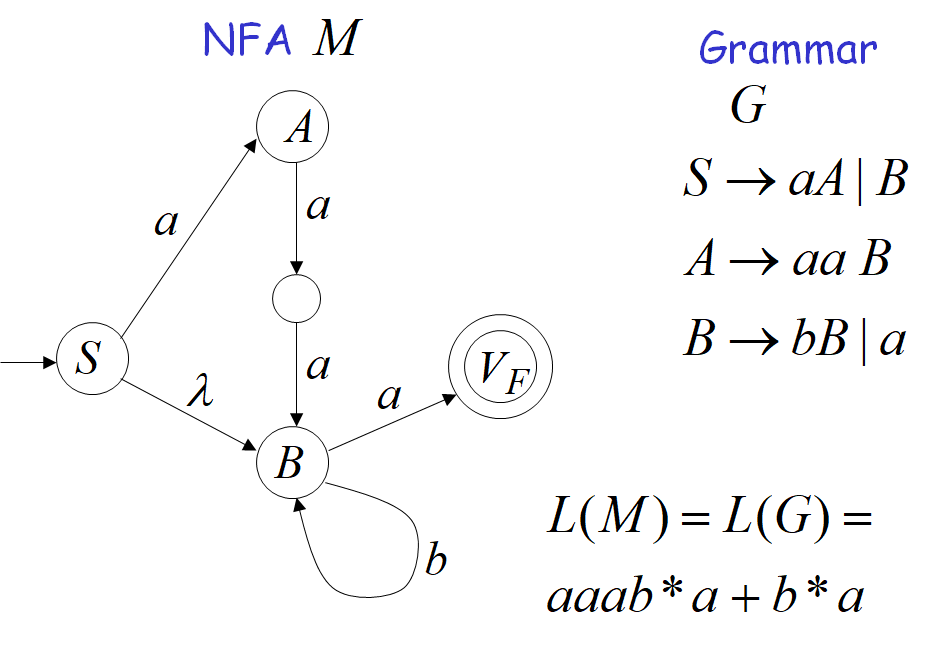 NFA M
A
a
a
S
λ
a
B
a
V_F
b
Grammar
G
S → aA | B
A → aa B
B → bB | a
L(M) = L(G) =
aaab*a + b*a